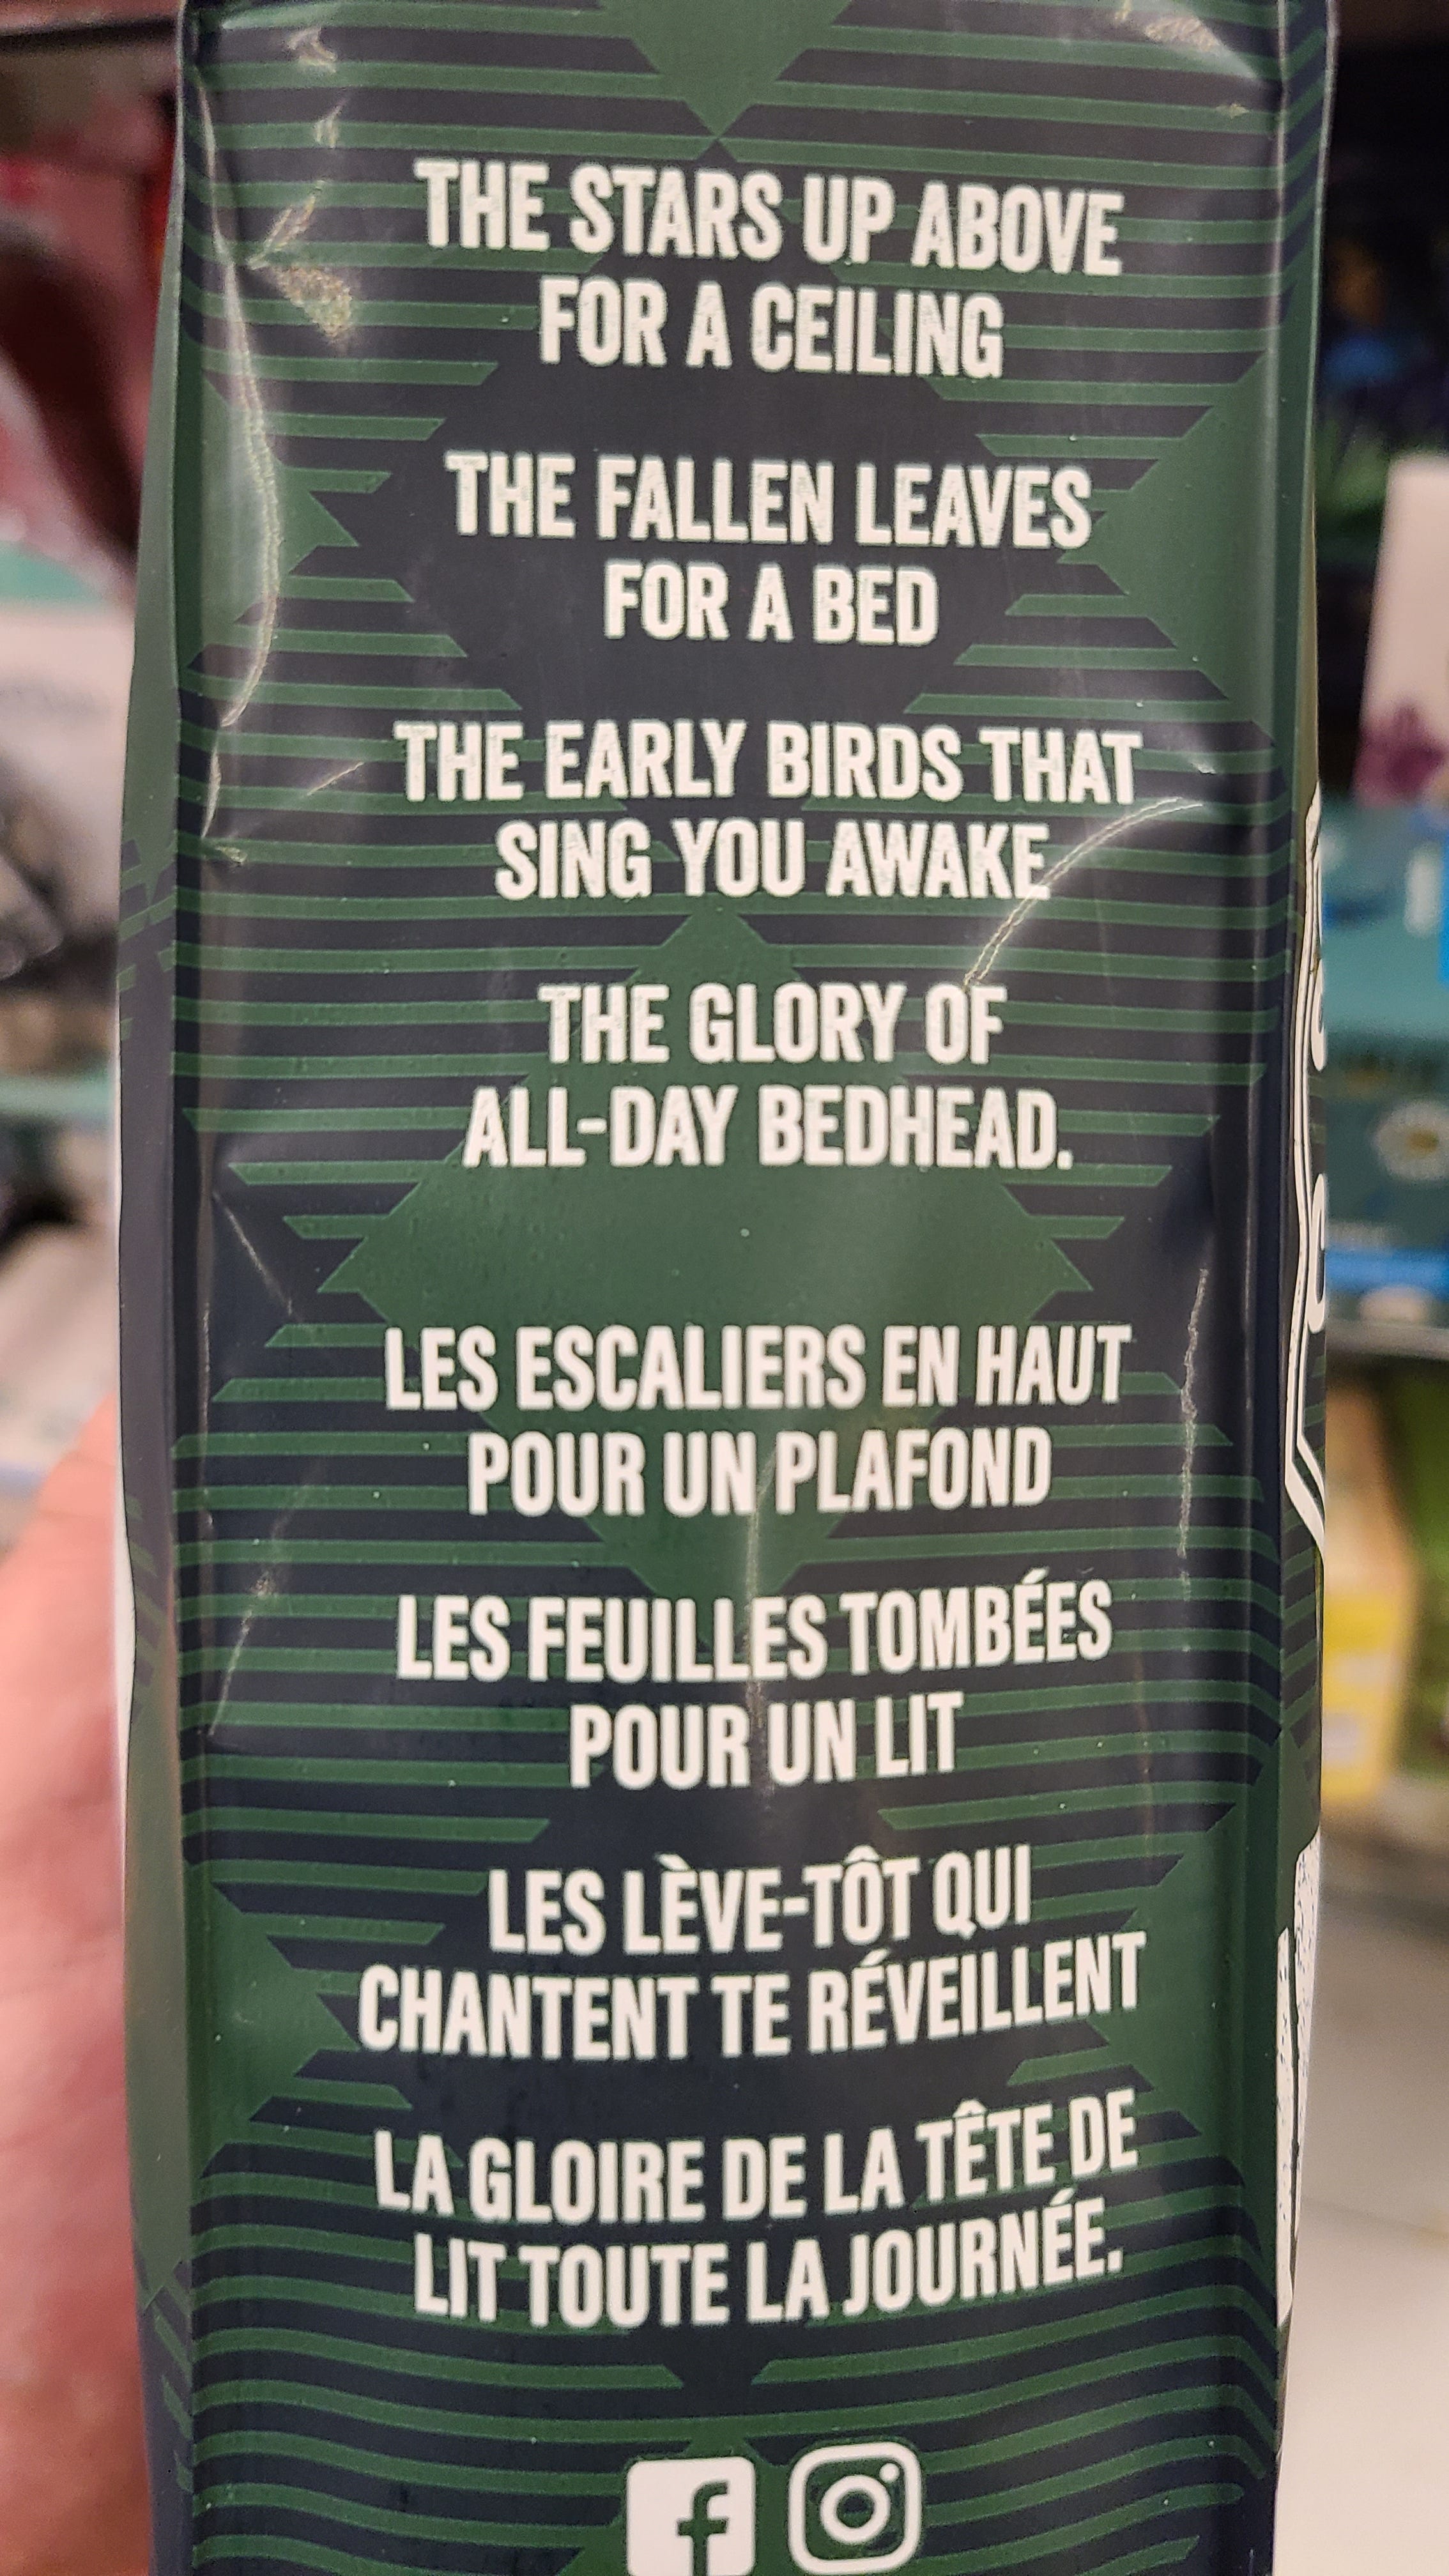 THE STARS UP ABOVE
FOR A CEILING
THE FALLEN LEAVES
FOR A BED
THE EARLY BIRDS THAT
SING YOU AWAKE
THE GLORY OF
ALL-DAY BEDHEAD.
LES ESCALIERS EN HAUT
POUR UN PLAFOND
LES FEUILLES TOMBÉES
POUR UN LIT
LES LÈVE-TÔT QUI
CHANTENT TE RÉVEILLENT
LA GLOIRE DE LA TÊTE DE
LIT TOUTE LA JOURNÉE.